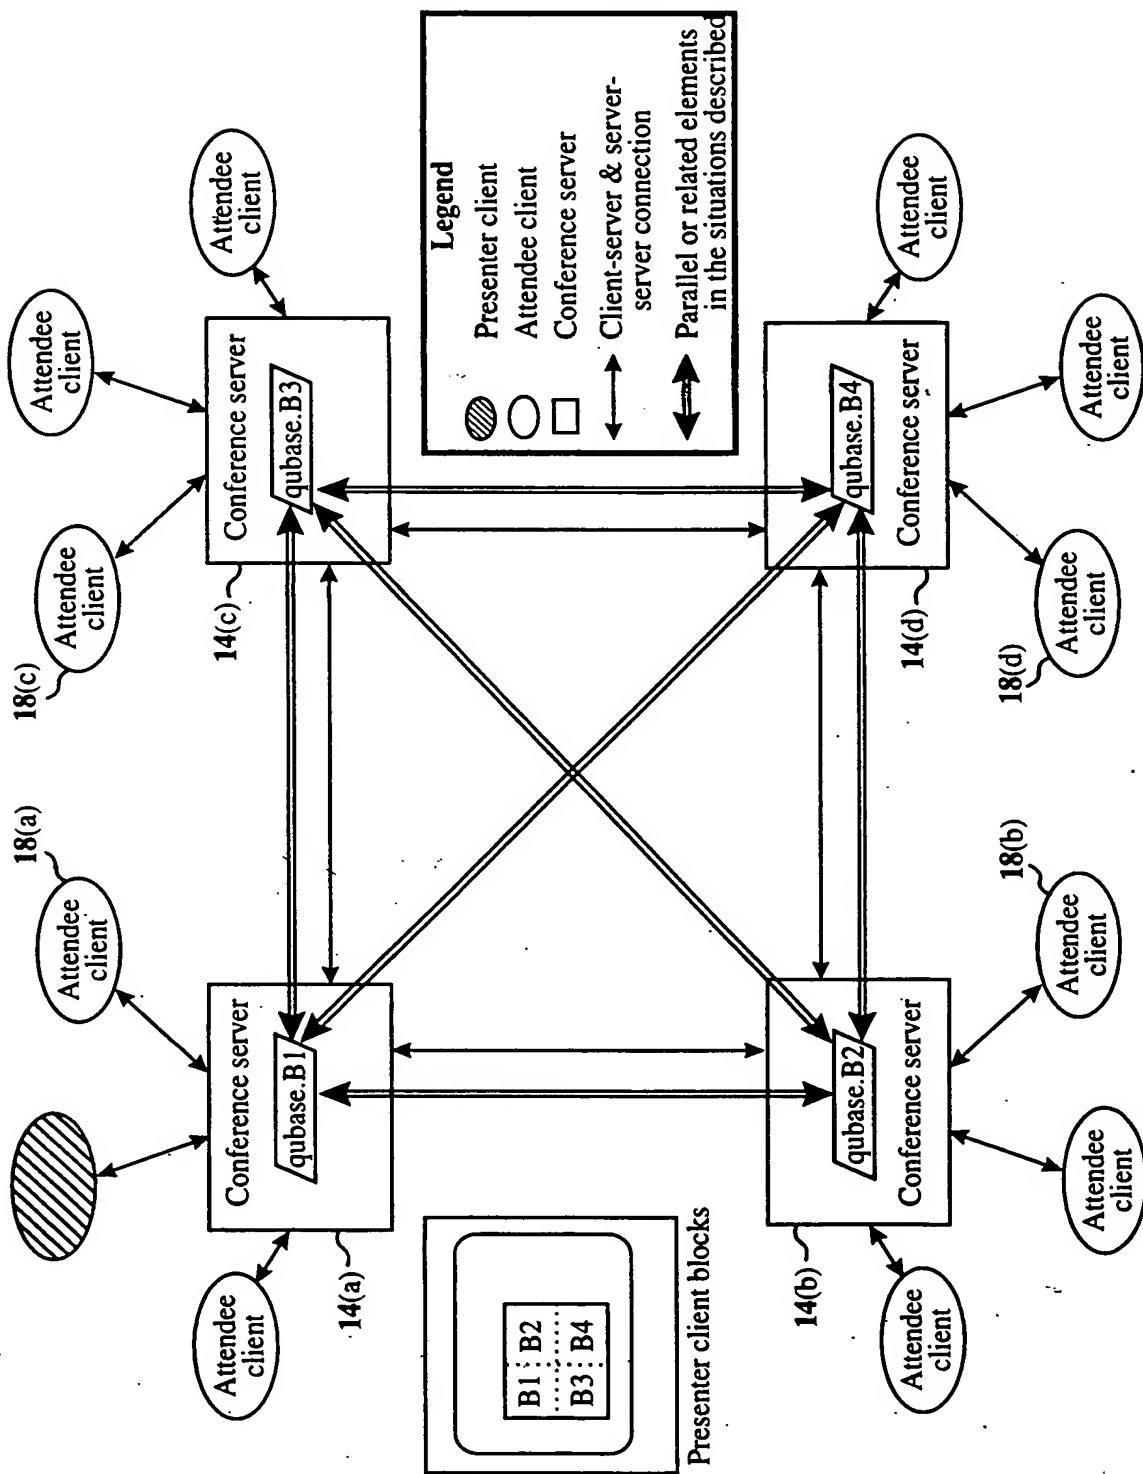 18(a)
18(c)
Attendee
client
Attendee
client
Attendee
client
Attendee
client
Attendee
client
14(a)
Conference server
qubase.B1
14(c)
Conference server
qubase.B3
B1
B2
B3
B4
Presenter client blocks
Legend
Presenter client
Attendee client
Conference server
Client-server & server-
server connection
Parallel or related elements
in the situations described
14(b)
qubase.B2
Conference server
14(d)
qubase.B4
Conference server
Attendee
client
Attendee
client
18(b)
Attendee
client
18(d)
Attendee
client
Attendee
client
Attendee
client